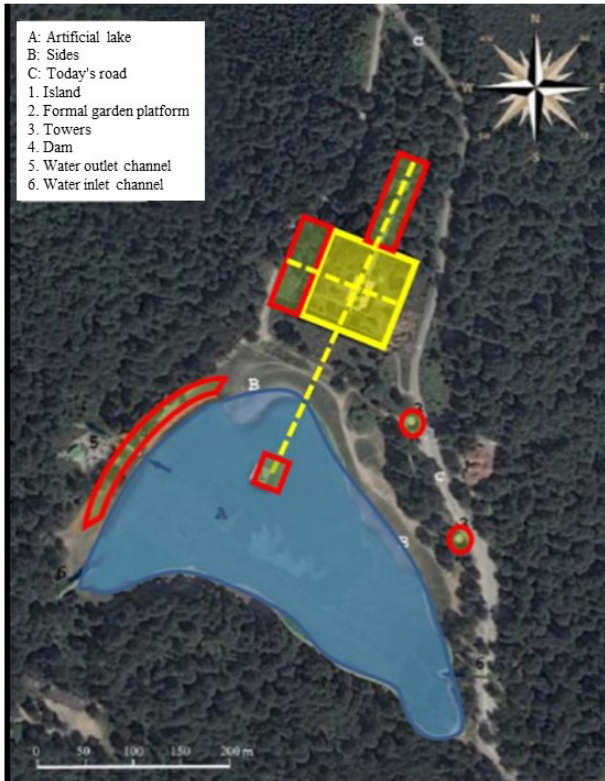 A: Artificial lake
B: Sides
C: Today's road
1. Island
2. Formal garden platform
3. Towers
4. Dam
5. Water outlet channel
6. Water inlet channel
C
N
W
E
S
B
5
C
A
B
6
0 50 100 150 200 m